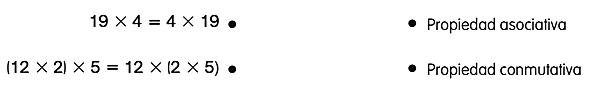 19 × 4 = 4 × 19 • • Propiedad asociativa
(12 × 2) × 5 = 12 × (2 × 5) • • Propiedad conmutativa